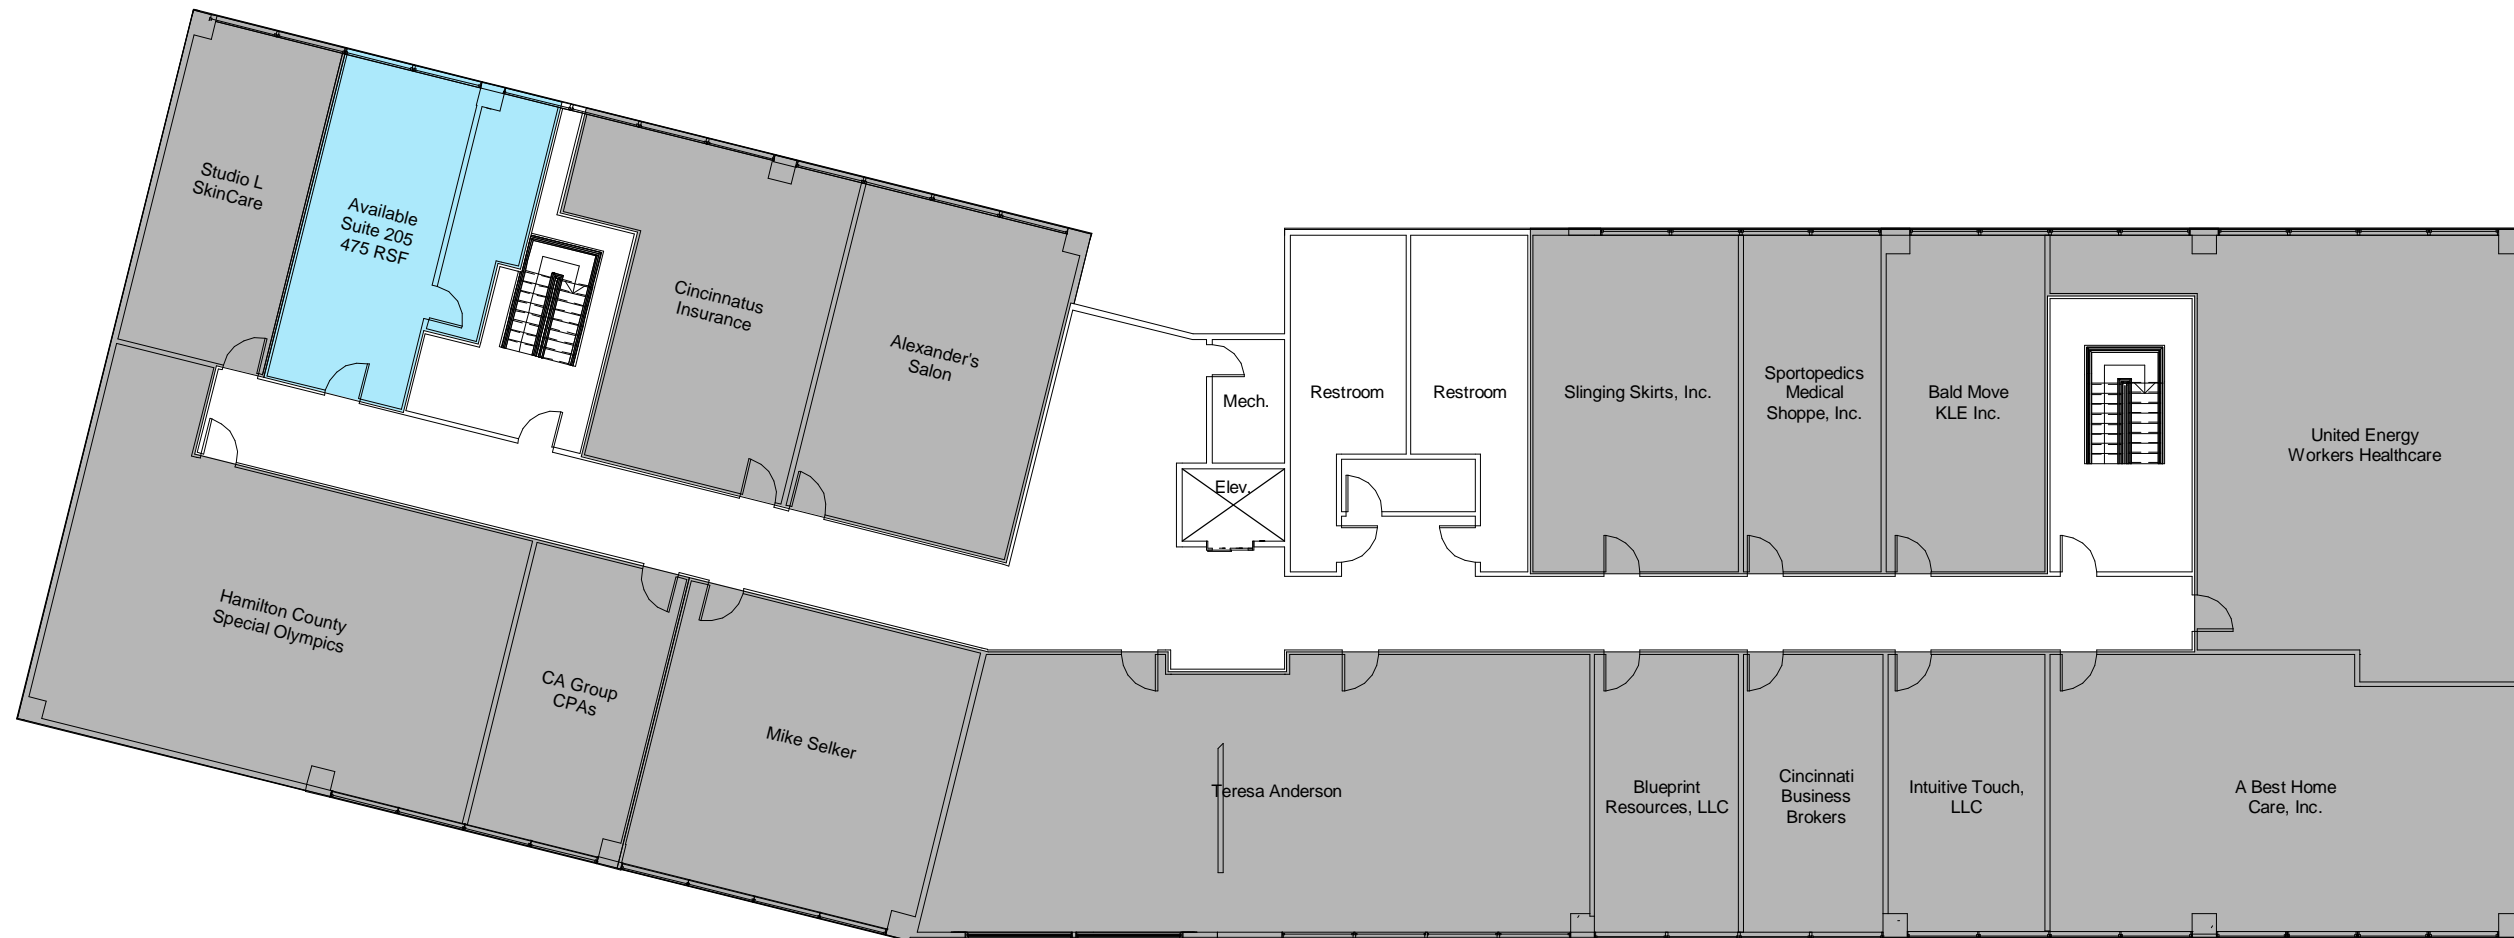 Studio L
SkinCare
Available
Suite 205
475 RSF
Cincinnatus
Insurance
Alexander's
Salon
Mech.
Elev.
Restroom
Restroom
Slinging Skirts, Inc.
Sportopedics
Medical
Shoppe, Inc.
Bald Move
KLE Inc.
United Energy
Workers Healthcare
Hamilton County
Special Olympics
CA Group
CPAs
Mike Selker
Teresa Anderson
Blueprint
Resources, LLC
Cincinnati
Business
Brokers
Intuitive Touch,
LLC
A Best Home
Care, Inc.